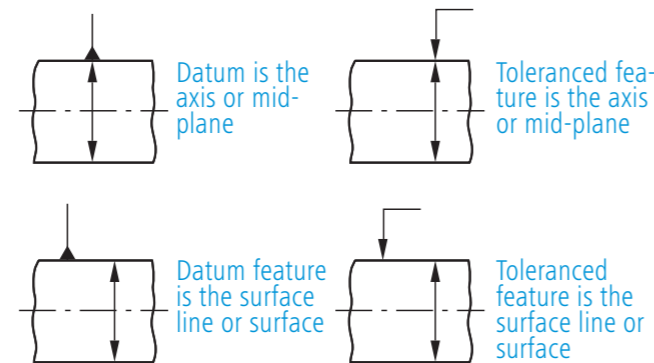 Datum is the
axis or mid-
plane
Toleranced fea-
ture is the axis
or mid-plane
Datum feature
is the surface
line or surface
Toleranced
feature is the
surface line or
surface